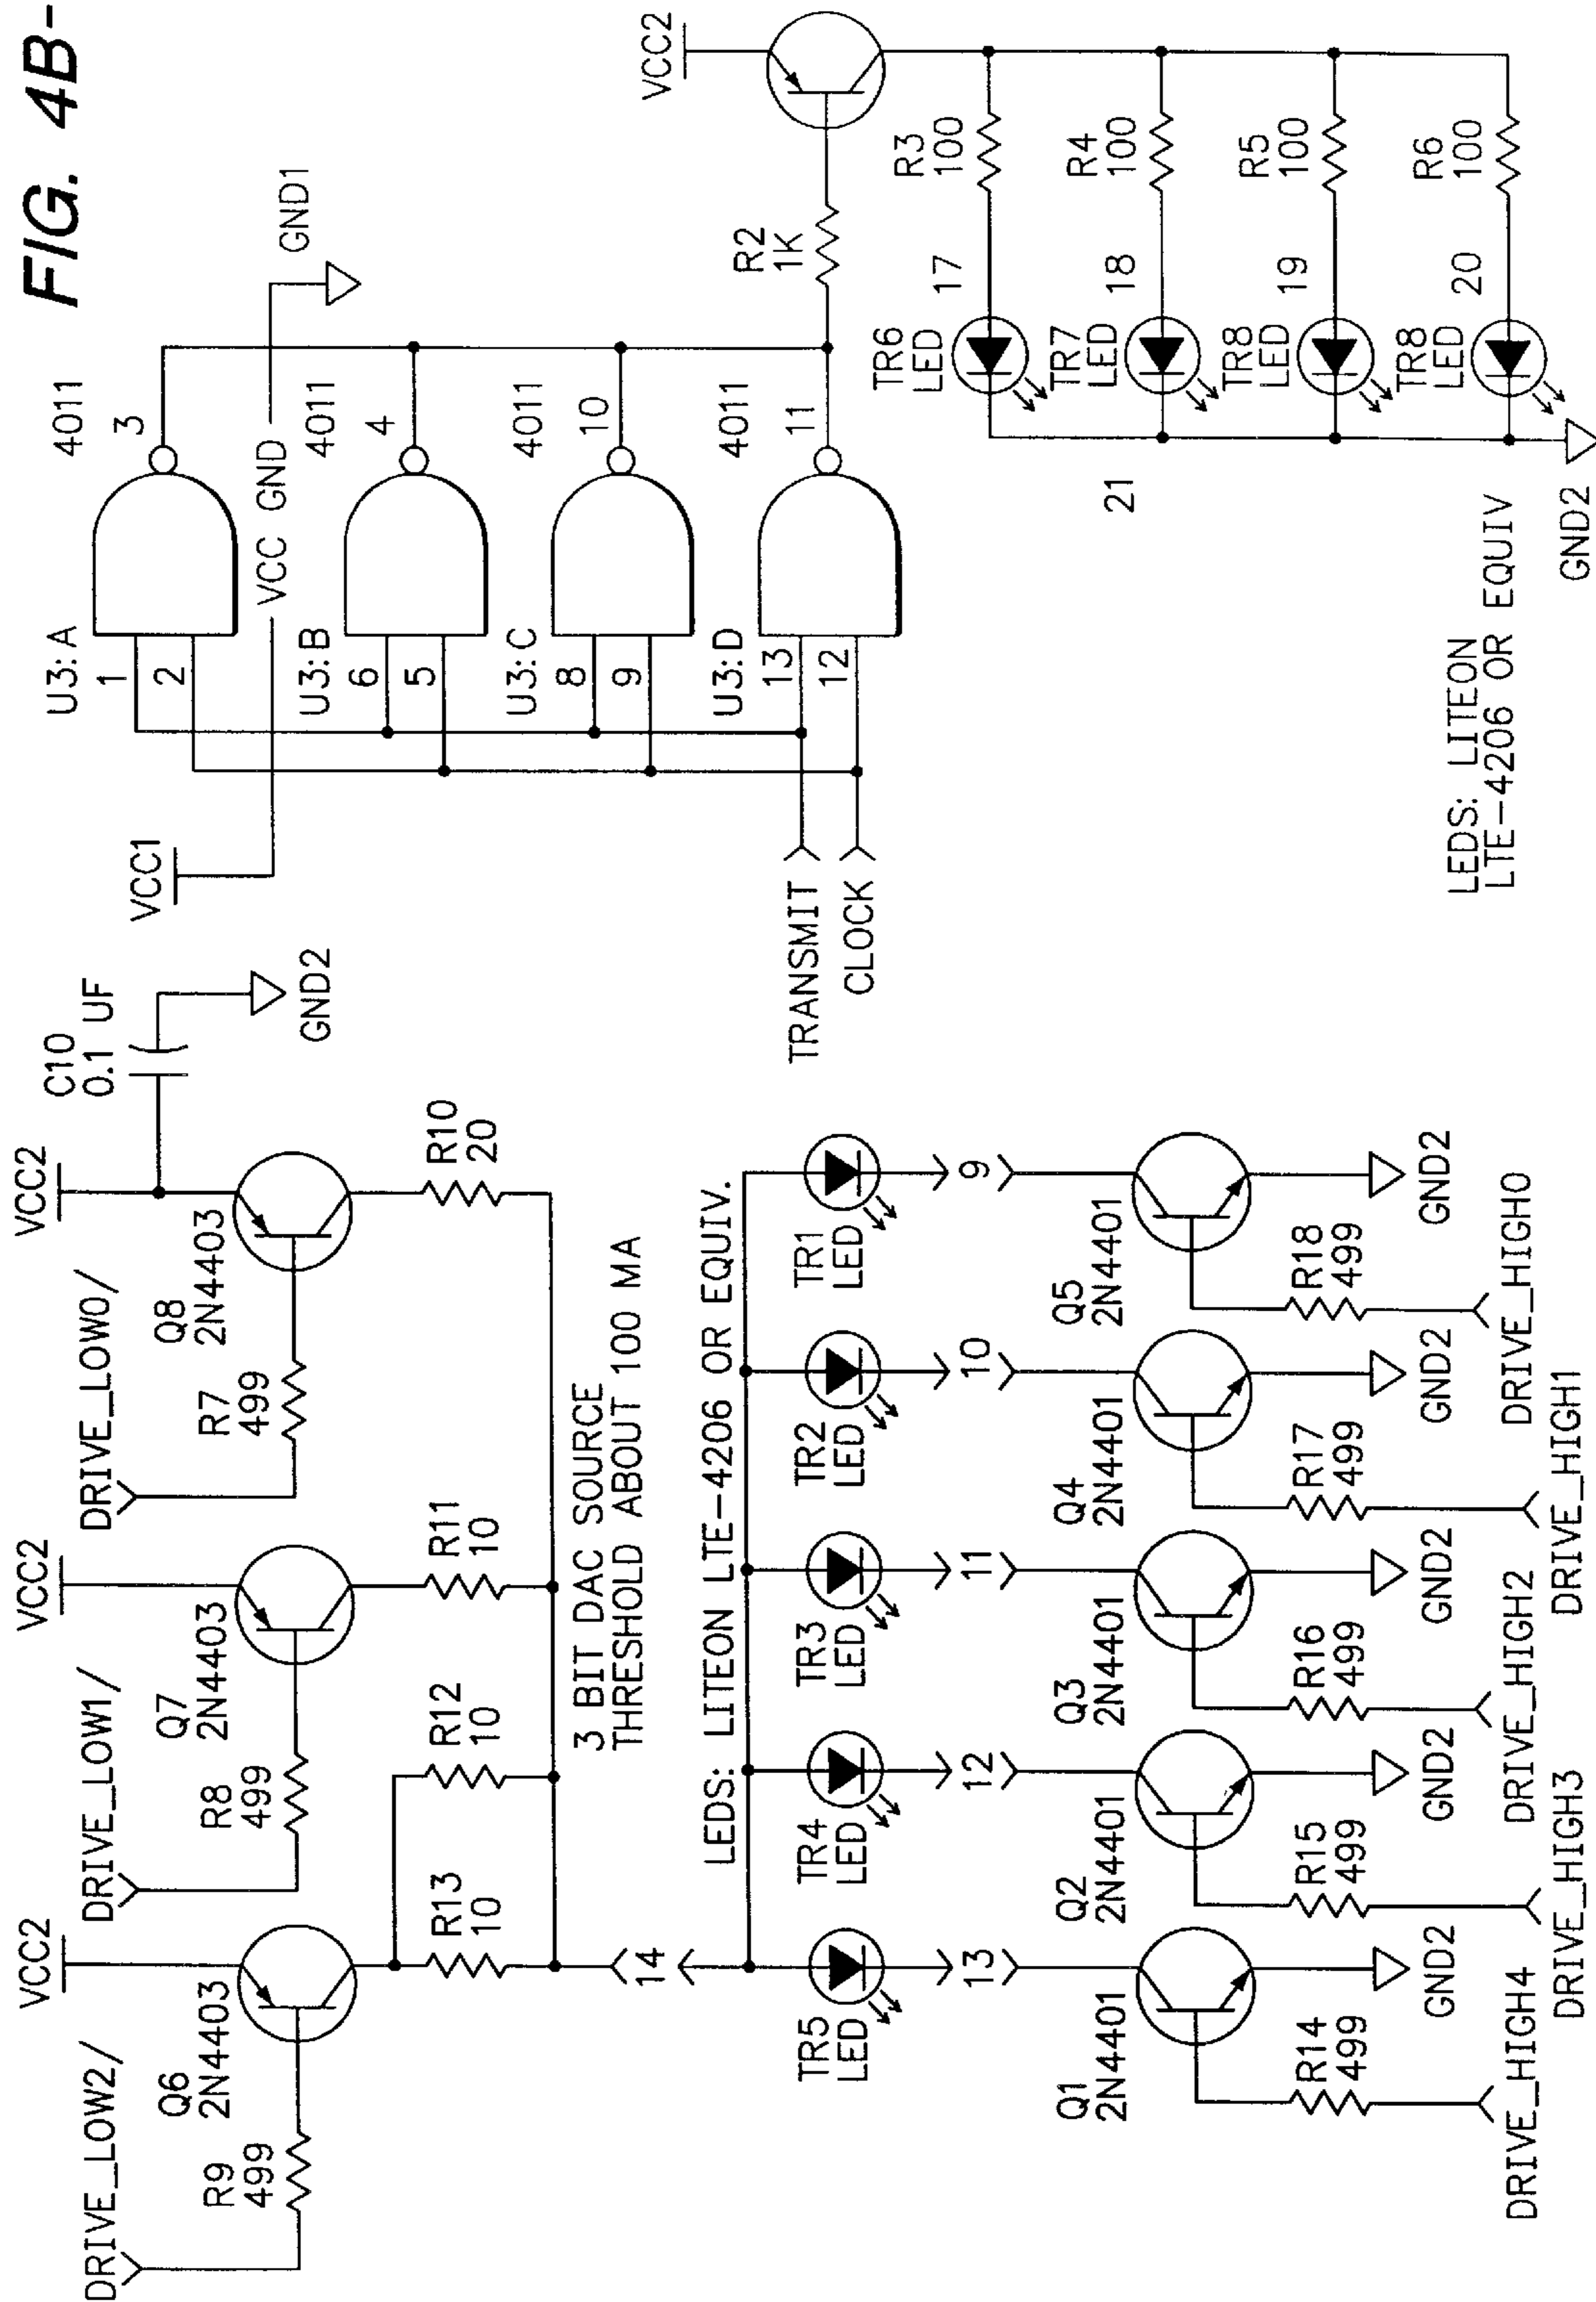 FIG. 4B-
VCC2
DRIVE_LOW2/
R9
499
Q6
2N4403
R13
10
R12
10
VCC2
DRIVE_LOW1/
R8
499
Q7
2N4403
R11
10
VCC2
DRIVE_LOW0/
R7
499
Q8
2N4403
R10
20
C10
0.1 UF
GND2
3 BIT DAC SOURCE
THRESHOLD ABOUT 100 MA
14
LEDS: LITEON LTE-4206 OR EQUIV.
TR5
LED
TR4
LED
TR3
LED
TR2
LED
TR1
LED
13
12
11
10
9
Q1
2N4401
Q2
2N4401
Q3
2N4401
Q4
2N4401
Q5
2N4401
R14
499
R15
499
R16
499
R17
499
R18
499
GND2
GND2
GND2
GND2
GND2
DRIVE_HIGH4
DRIVE_HIGH3
DRIVE_HIGH2
DRIVE_HIGH1
DRIVE_HIGH0
VCC1
VCC GND
GND1
U3:A
1
2
4011
3
U3:B
6
5
4011
4
U3:C
8
9
4011
10
U3:D
13
12
4011
11
TRANSMIT
CLOCK
R2
1K
VCC2
TR6
LED
17
R3
100
TR7
LED
18
R4
100
TR8
LED
19
R5
100
TR8
LED
20
R6
100
21
GND2
LEDS: LITEON
LTE-4206 OR EQUIV